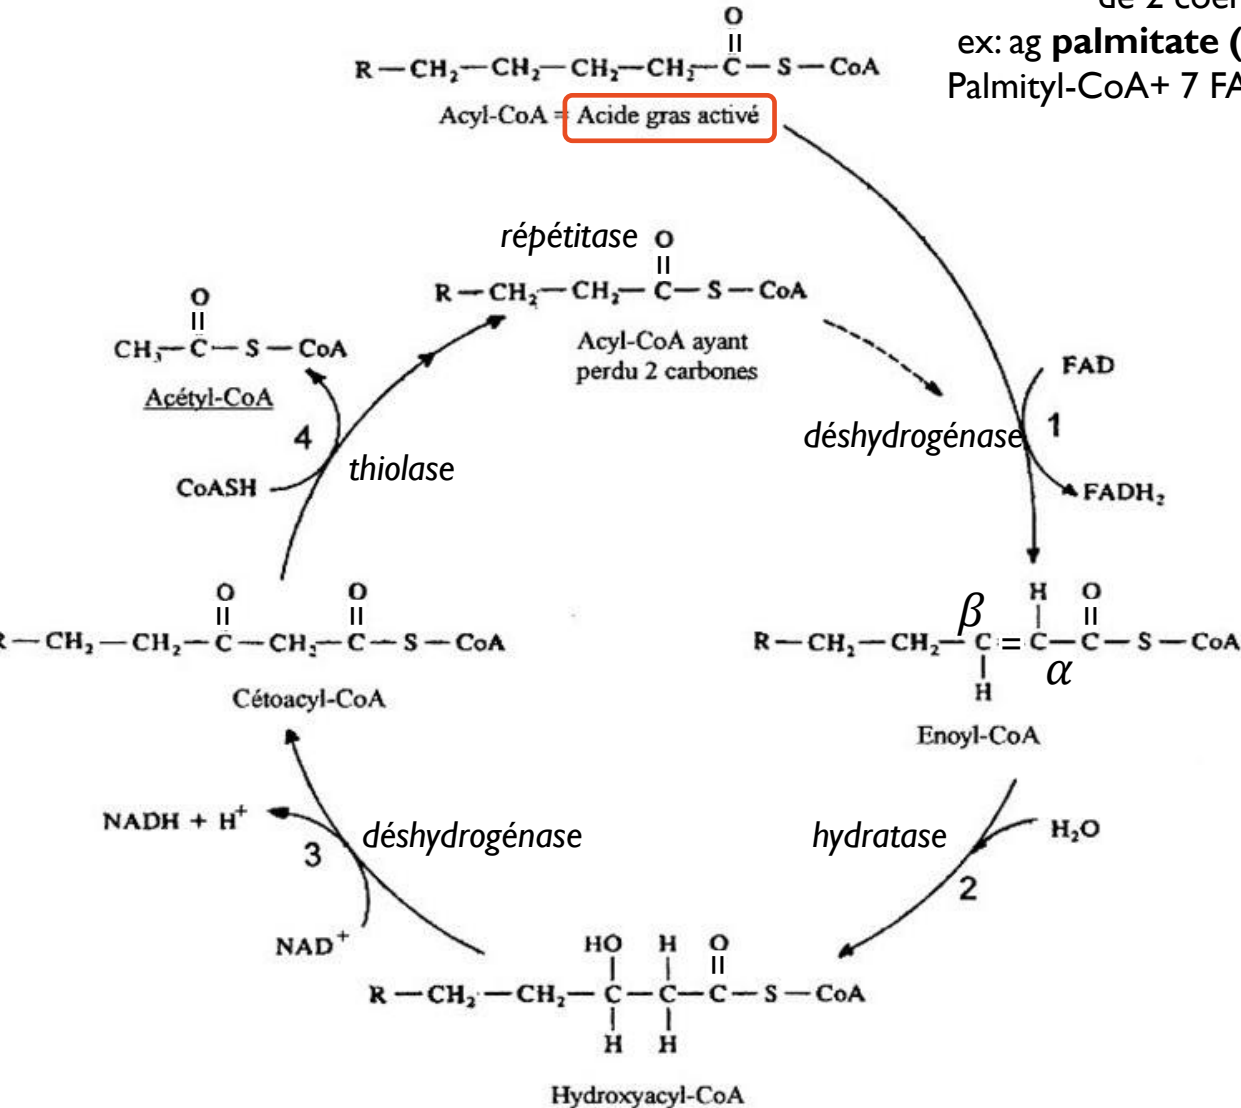 de 2 coen
ex: ag palmitate (
Palmityl-CoA+ 7 FA
O
R—CH₂—CH₂—CH₂—CH₂—C—S—CoA
Acyl-CoA = Acide gras activé
répétitase
O
R—CH₂—CH₂—C—S—CoA
Acyl-CoA ayant
perdu 2 carbones
O
CH₃—C—S—CoA
Acétyl-CoA
4
CoASH
thiolase
FAD
déshydrogénase
1
FADH₂
O O
R—CH₂—CH₂—C—CH₂—C—S—CoA
Cétoacyl-CoA
H O
β
R—CH₂—CH₂—C=C—C—S—CoA
α
H
Enoyl-CoA
NADH + H⁺
déshydrogénase
3
NAD⁺
hydratase
H₂O
2
HO H O
R—CH₂—CH₂—C—C—C—S—CoA
H H
Hydroxyacyl-CoA